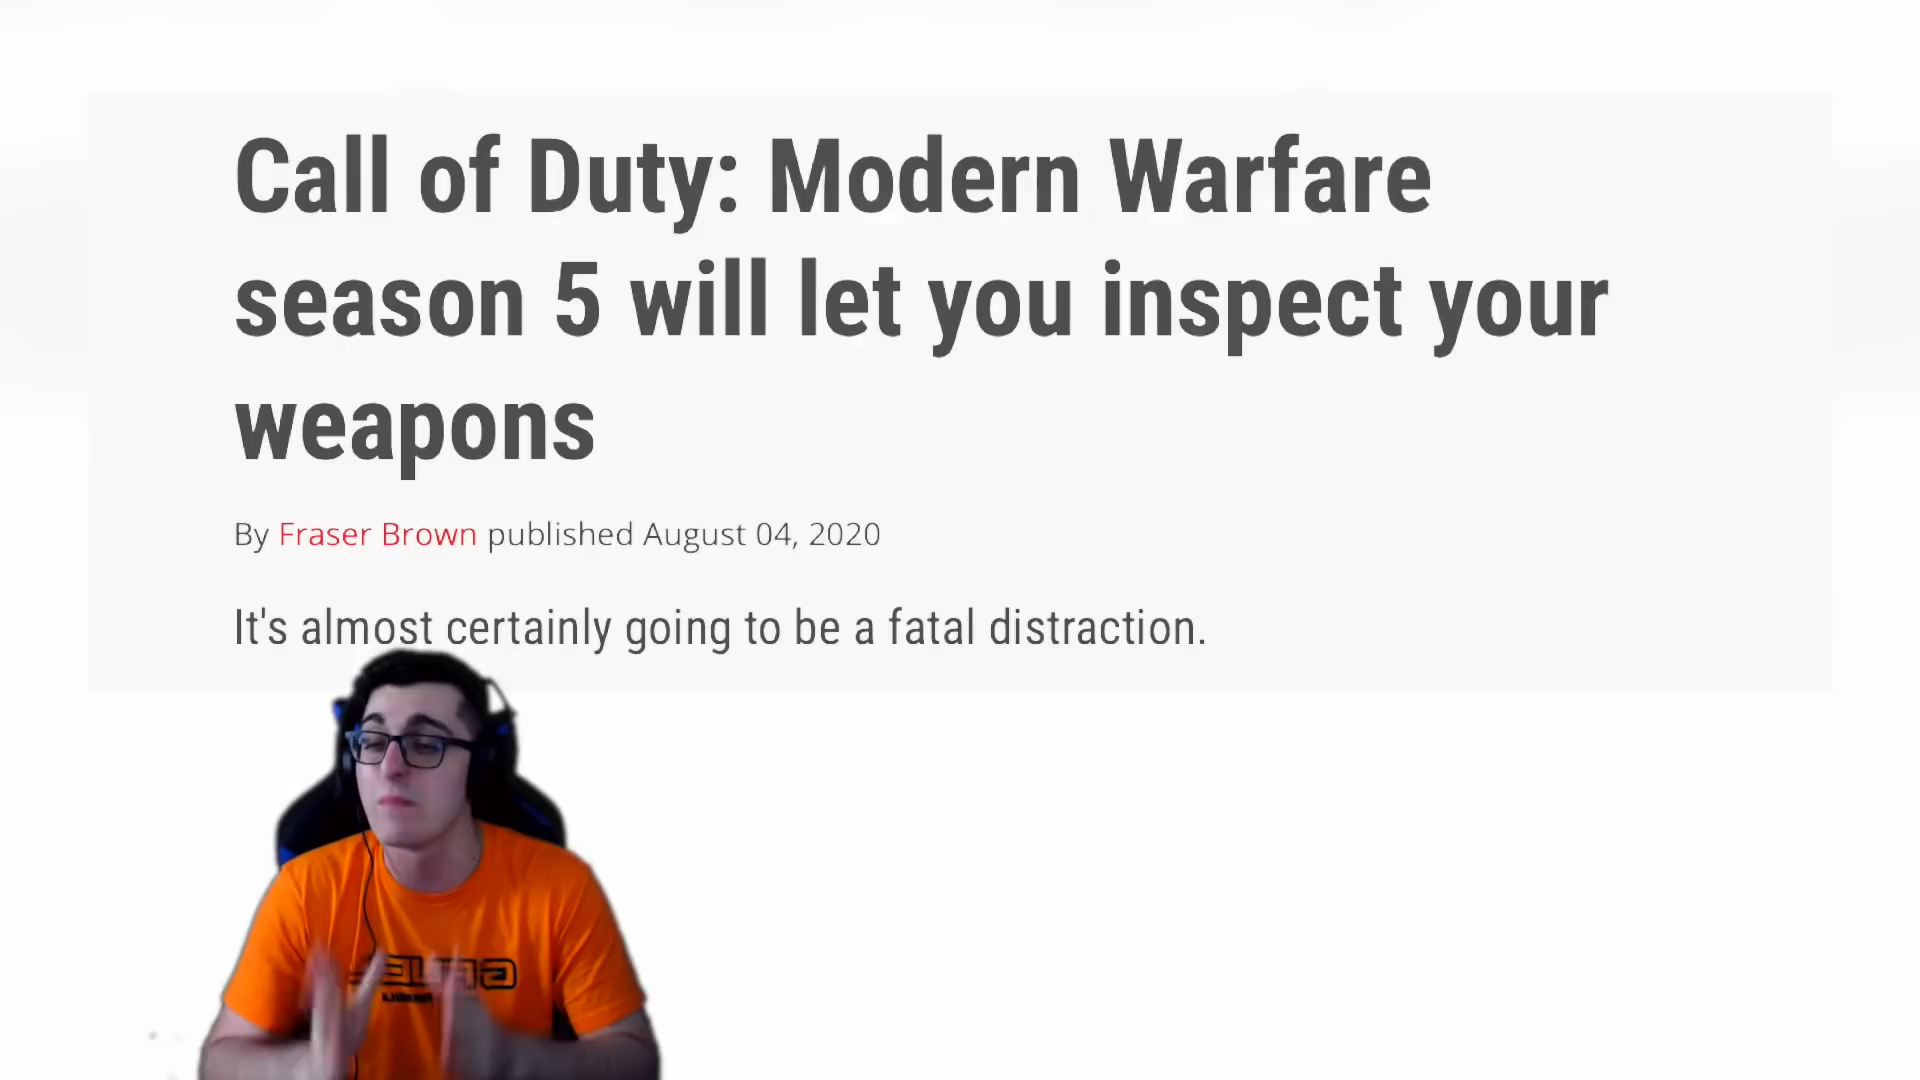 Call of Duty: Modern Warfare
season 5 will let you inspect your
weapons
By Fraser Brown published August 04, 2020
It's almost certainly going to be a fatal distraction.